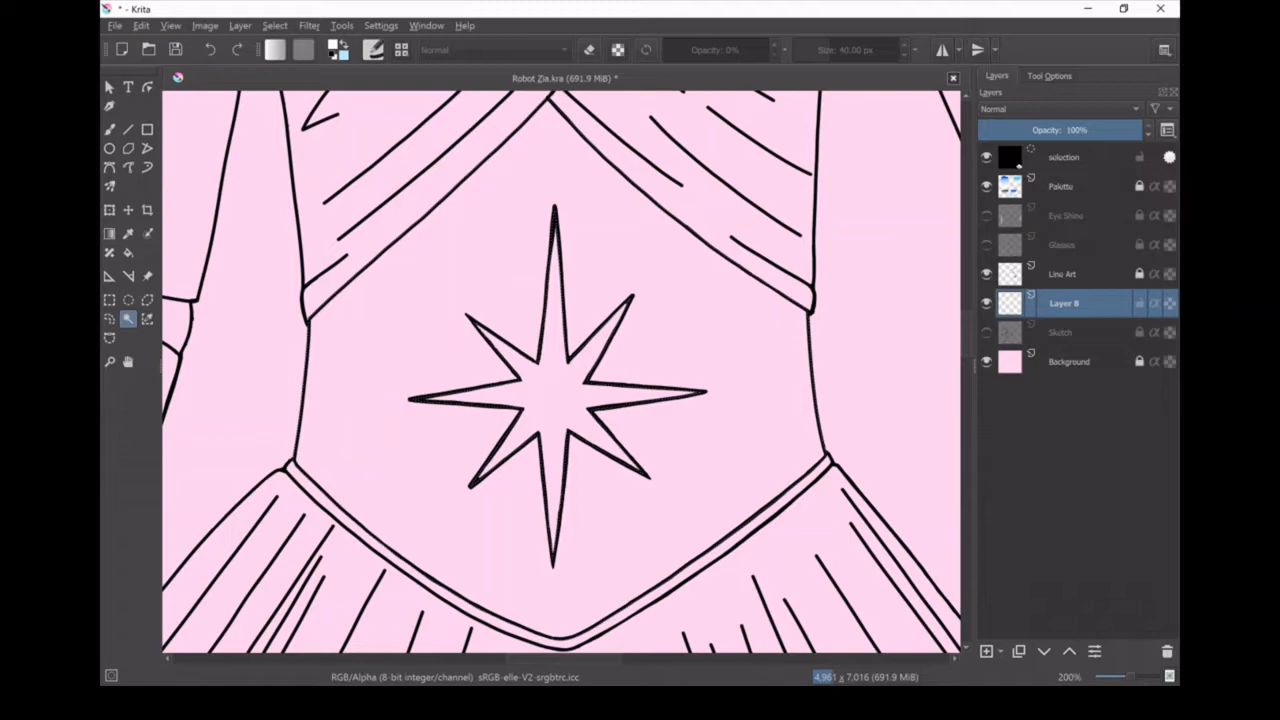 * - Krita
File Edit View Image Layer Select Filter Tools Settings Window Help
Normal Opacity: 0% Size: 40.00 px
Robot Zia.kra (691.9 MiB) *
Layers Tool Options
Layers
Normal
Opacity: 100%
selection
Palette
Eye Shine
Glasses
Line Art
Layer 8
Sketch
Background
RGB/Alpha (8-bit integer/channel) sRGB-elle-V2-srgbtrc.icc 4,961 x 7,016 (691.9 MiB) 200%